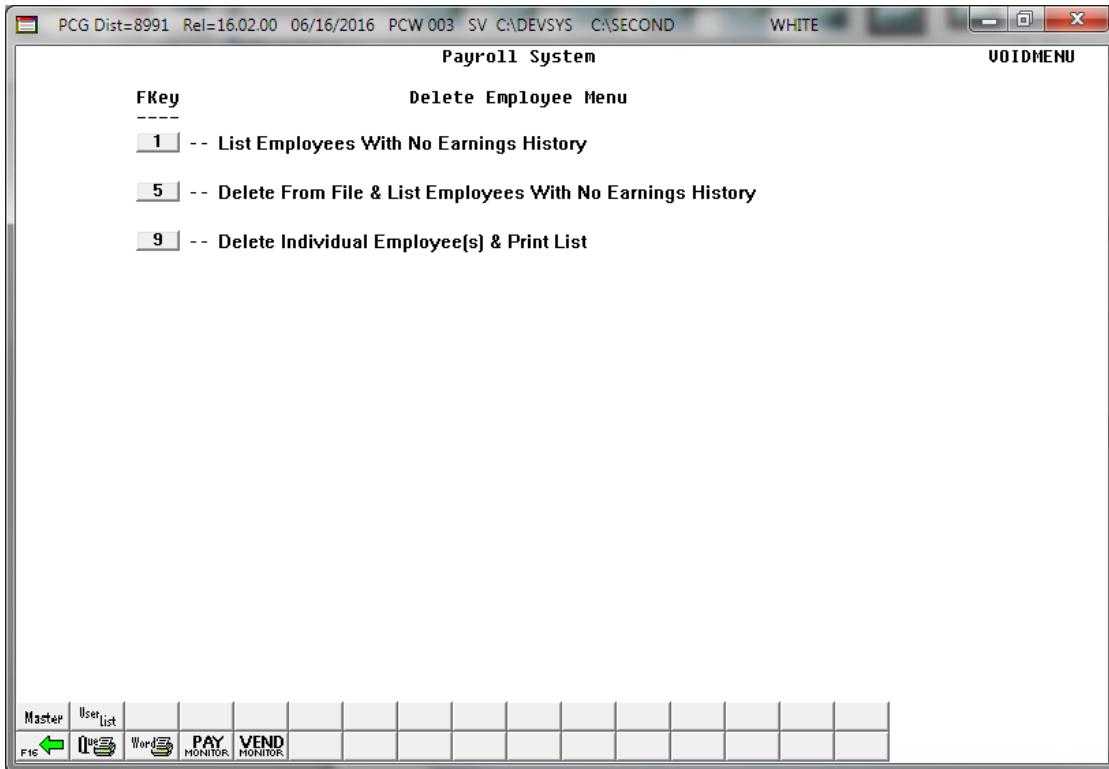 PCG Dist=8991 Rel=16.02.00 06/16/2016 PCW 003 SV C:\DEVSYS C:\SECOND WHITE
Payroll System VOIDMENU
FKey Delete Employee Menu
----
1 -- List Employees With No Earnings History
5 -- Delete From File & List Employees With No Earnings History
9 -- Delete Individual Employee(s) & Print List
Master User List
F16 Que Word PAY MONITOR VEND MONITOR